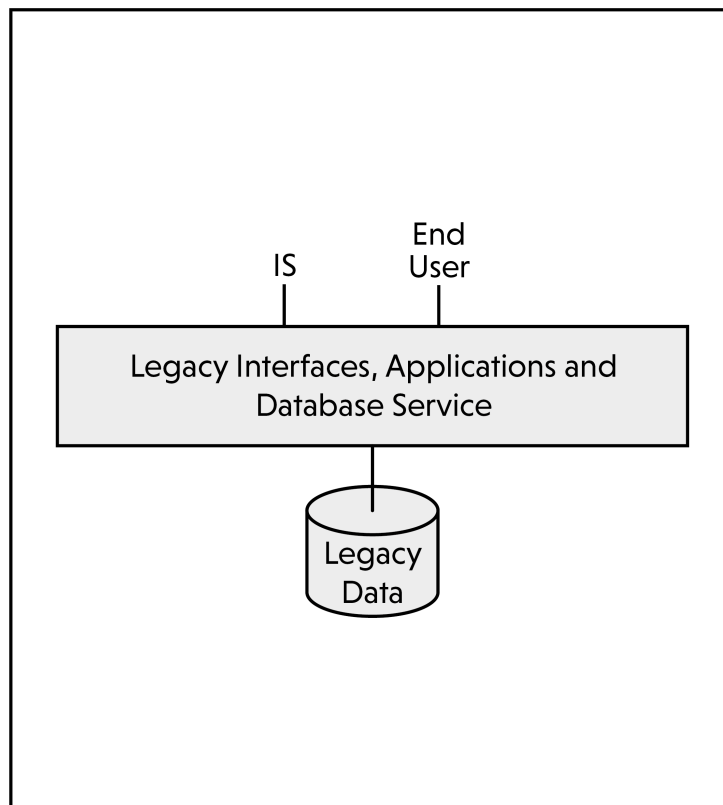 IS
End
User
Legacy Interfaces, Applications and
Database Service
Legacy
Data